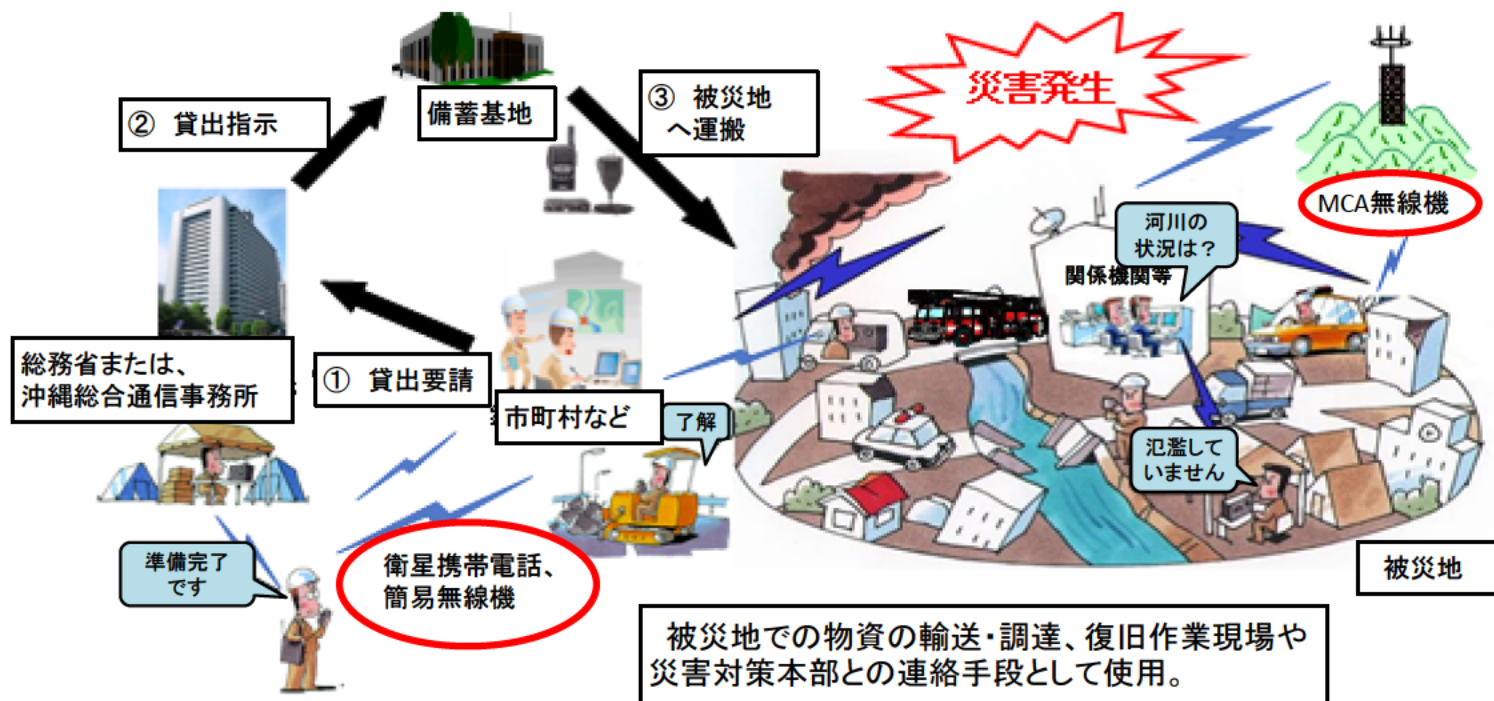 災害発生
備蓄基地
② 貸出指示
③ 被災地
へ運搬
MCA無線機
河川の
状況は？
関係機関等
総務省または、
沖縄総合通信事務所
① 貸出要請
市町村など
了解
氾濫して
いません
準備完了
です
衛星携帯電話、
簡易無線機
被災地
被災地での物資の輸送・調達、復旧作業現場や
災害対策本部との連絡手段として使用。